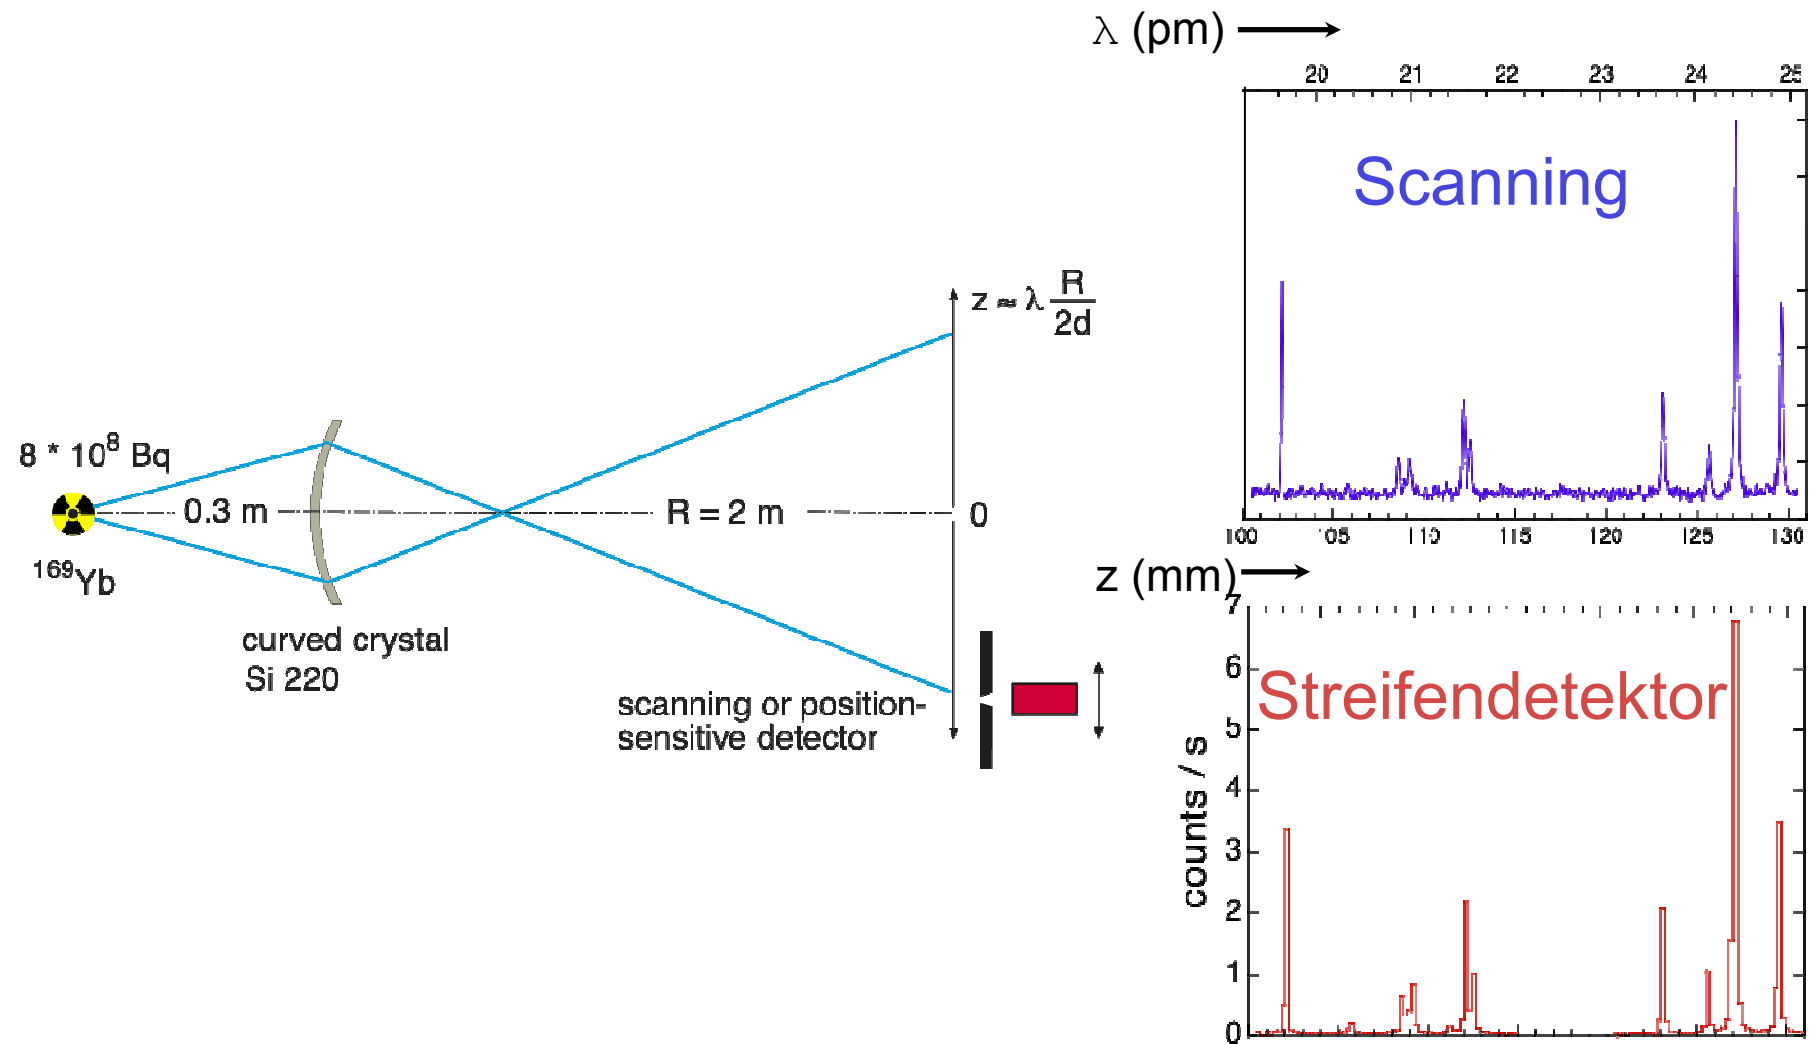 8 * 10^8 Bq
0.3 m
169Yb
curved crystal
Si 220
R = 2 m
z ≈ λ R/2d
0
scanning or position-
sensitive detector
λ (pm)
20 21 22 23 24 25
Scanning
100 105 110 115 120 125 130
z (mm)
Streifendetektor
counts / s
7
6
5
4
3
2
1
0